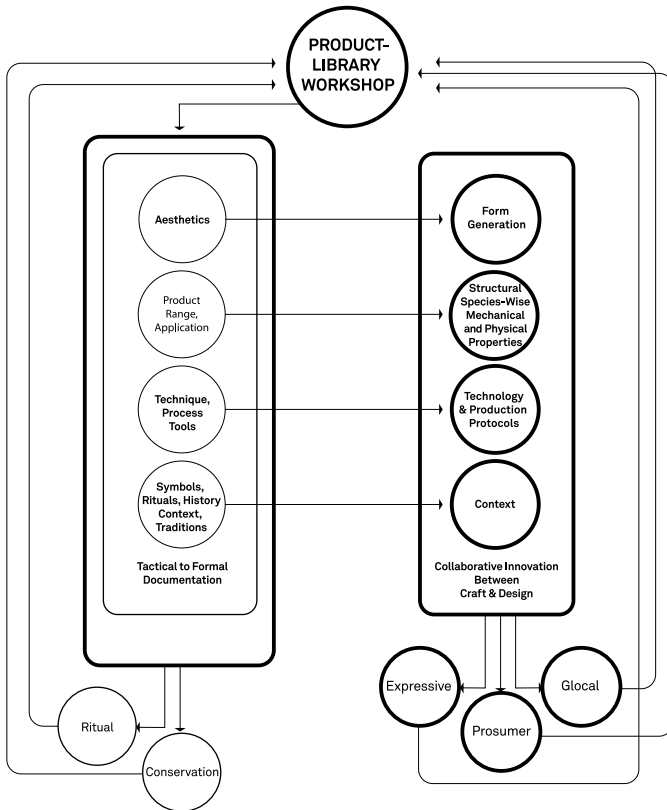 PRODUCT-
LIBRARY
WORKSHOP
Aesthetics
Product
Range,
Application
Technique,
Process
Tools
Symbols,
Rituals, History
Context,
Traditions
Tactical to Formal
Documentation
Form
Generation
Structural
Species-Wise
Mechanical
and Physical
Properties
Technology
& Production
Protocols
Context
Collaborative Innovation
Between
Craft & Design
Ritual
Conservation
Expressive
Prosumer
Glocal